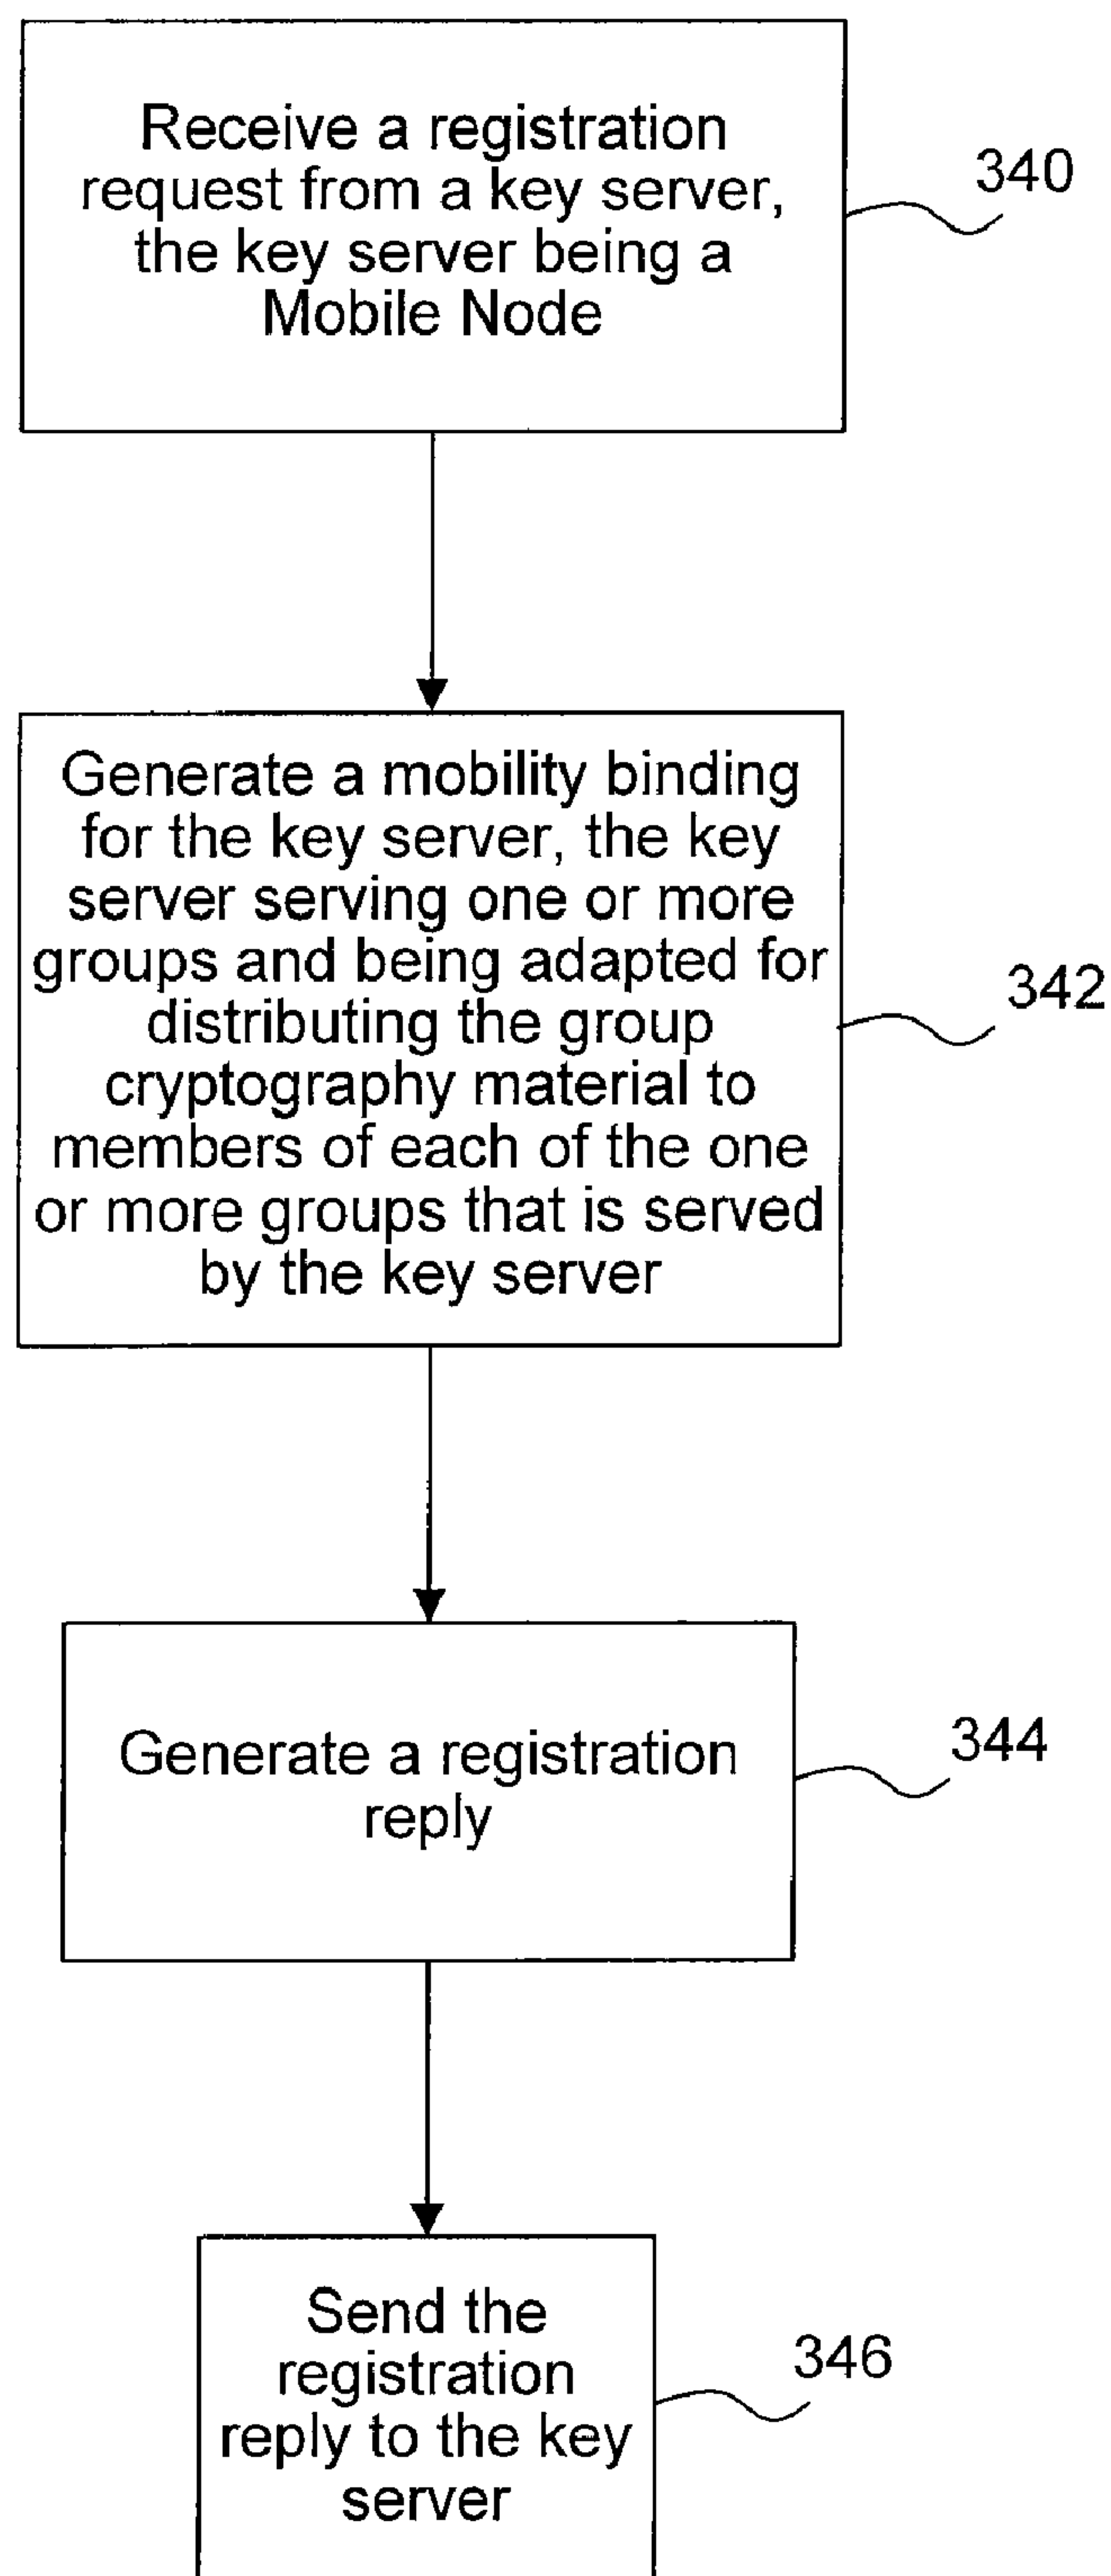 Receive a registration
request from a key server,
the key server being a
Mobile Node
340
Generate a mobility binding
for the key server, the key
server serving one or more
groups and being adapted for
distributing the group
cryptography material to
members of each of the one
or more groups that is served
by the key server
342
Generate a registration
reply
344
Send the
registration
reply to the key
server
346